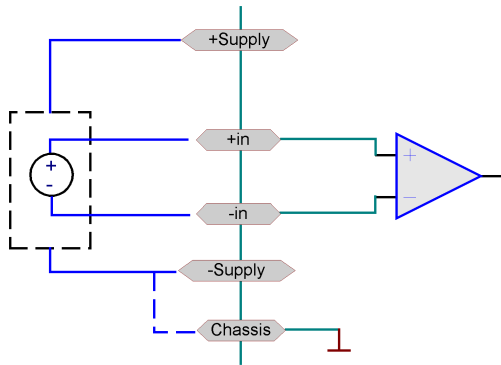 +Supply
+in
+
+
-
−
-in
-Supply
Chassis